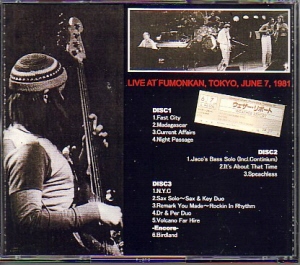 LIVE AT FUMONKAN, TOKYO, JUNE 7, 1981
DISC1
1.Fast City
2.Madagascar
3.Current Affairs
4.Night Passage
ウェザー・リポート
DISC2
1.Jaco's Bass Solo (Incl.Continium)
2.It's About That Time
3.Speachless
DISC3
1.N.Y.C
2.Sax Solo~Sax & Key Duo
3.Remark You Made~Rockin In Rhythm
4.Dr & Per Duo
5.Volcano For Hire
-Encore-
6.Birdland